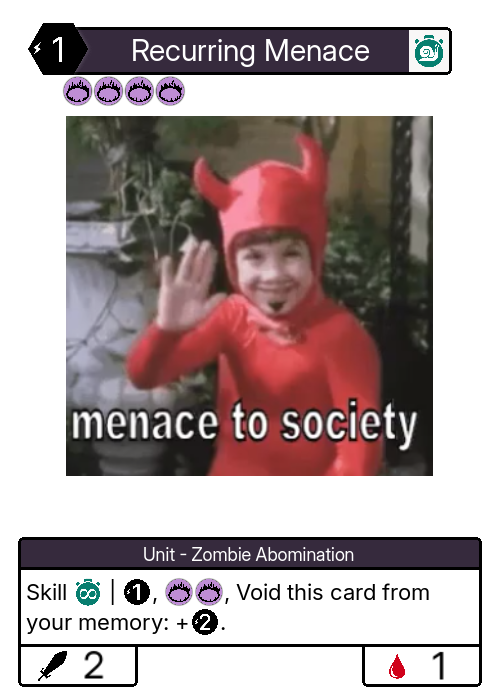 1 Recurring Menace
menace to society
Unit - Zombie Abomination
Skill ∞ | 1, , Void this card from
your memory: + 2.
2 1